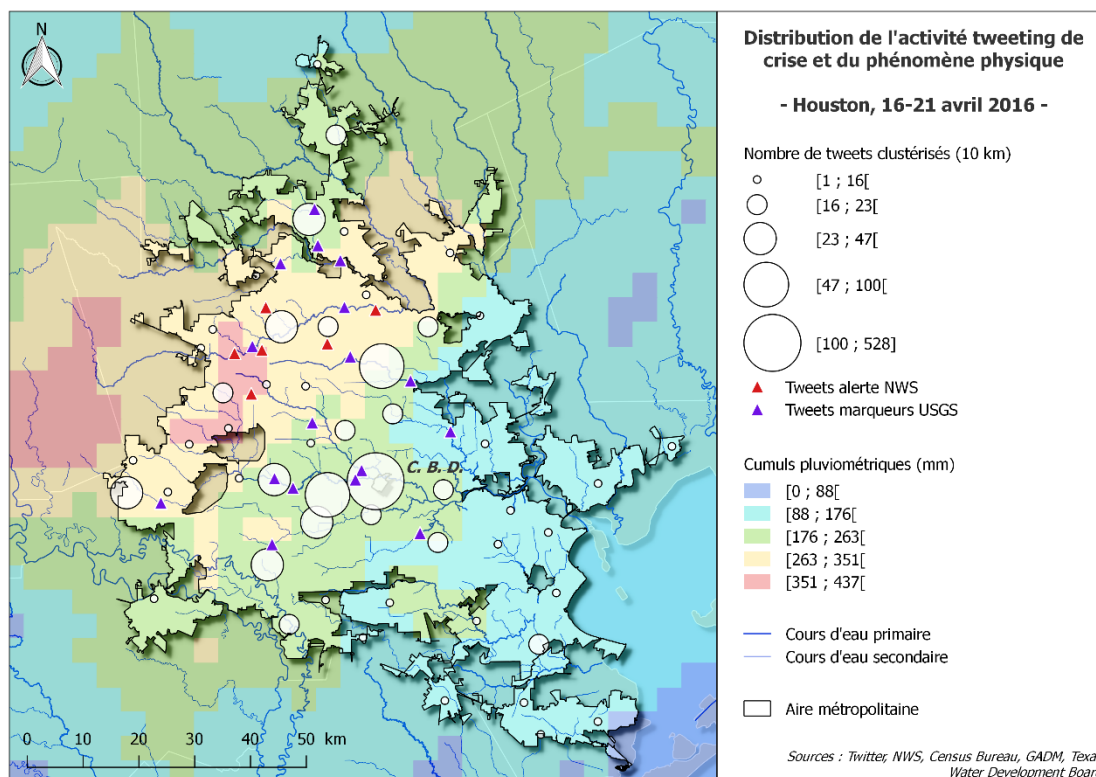 N
Distribution de l'activité tweeting de
crise et du phénomène physique
- Houston, 16-21 avril 2016 -
Nombre de tweets clustérisés (10 km)
[1 ; 16[
[16 ; 23[
[23 ; 47[
[47 ; 100[
[100 ; 528]
Tweets alerte NWS
Tweets marqueurs USGS
C. B. D.
Cumuls pluviométriques (mm)
[0 ; 88[
[88 ; 176[
[176 ; 263[
[263 ; 351[
[351 ; 437[
Cours d'eau primaire
Cours d'eau secondaire
Aire métropolitaine
0 10 20 30 40 50 km
Sources : Twitter, NWS, Census Bureau, GADM, Texa
Water Development Boar